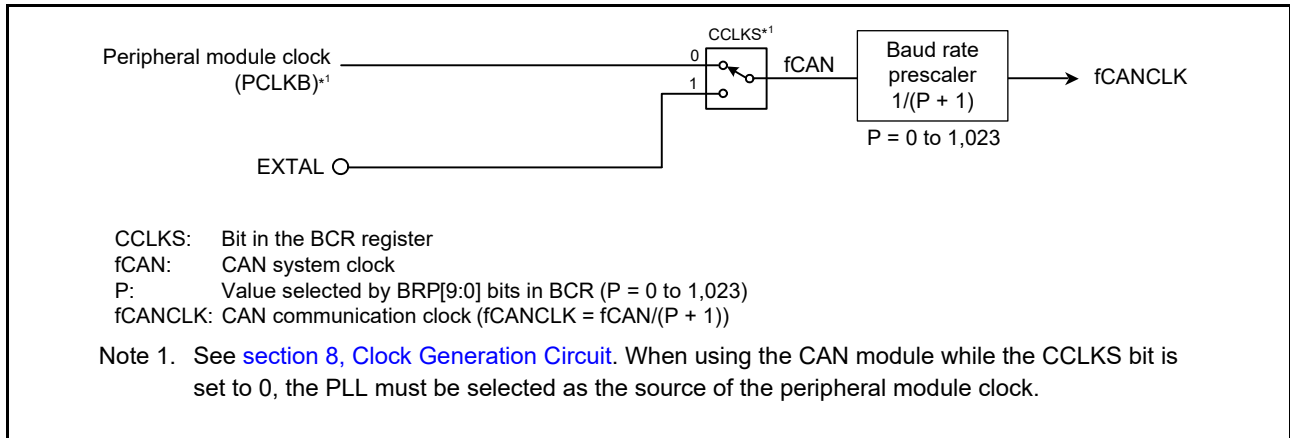 CCLKS*1
Peripheral module clock
(PCLKB)*1
0
1
fCAN
Baud rate
prescaler
1/(P + 1)
fCANCLK
P = 0 to 1,023
EXTAL
CCLKS: Bit in the BCR register
fCAN: CAN system clock
P: Value selected by BRP[9:0] bits in BCR (P = 0 to 1,023)
fCANCLK: CAN communication clock (fCANCLK = fCAN/(P + 1))
Note 1. See section 8, Clock Generation Circuit. When using the CAN module while the CCLKS bit is
set to 0, the PLL must be selected as the source of the peripheral module clock.